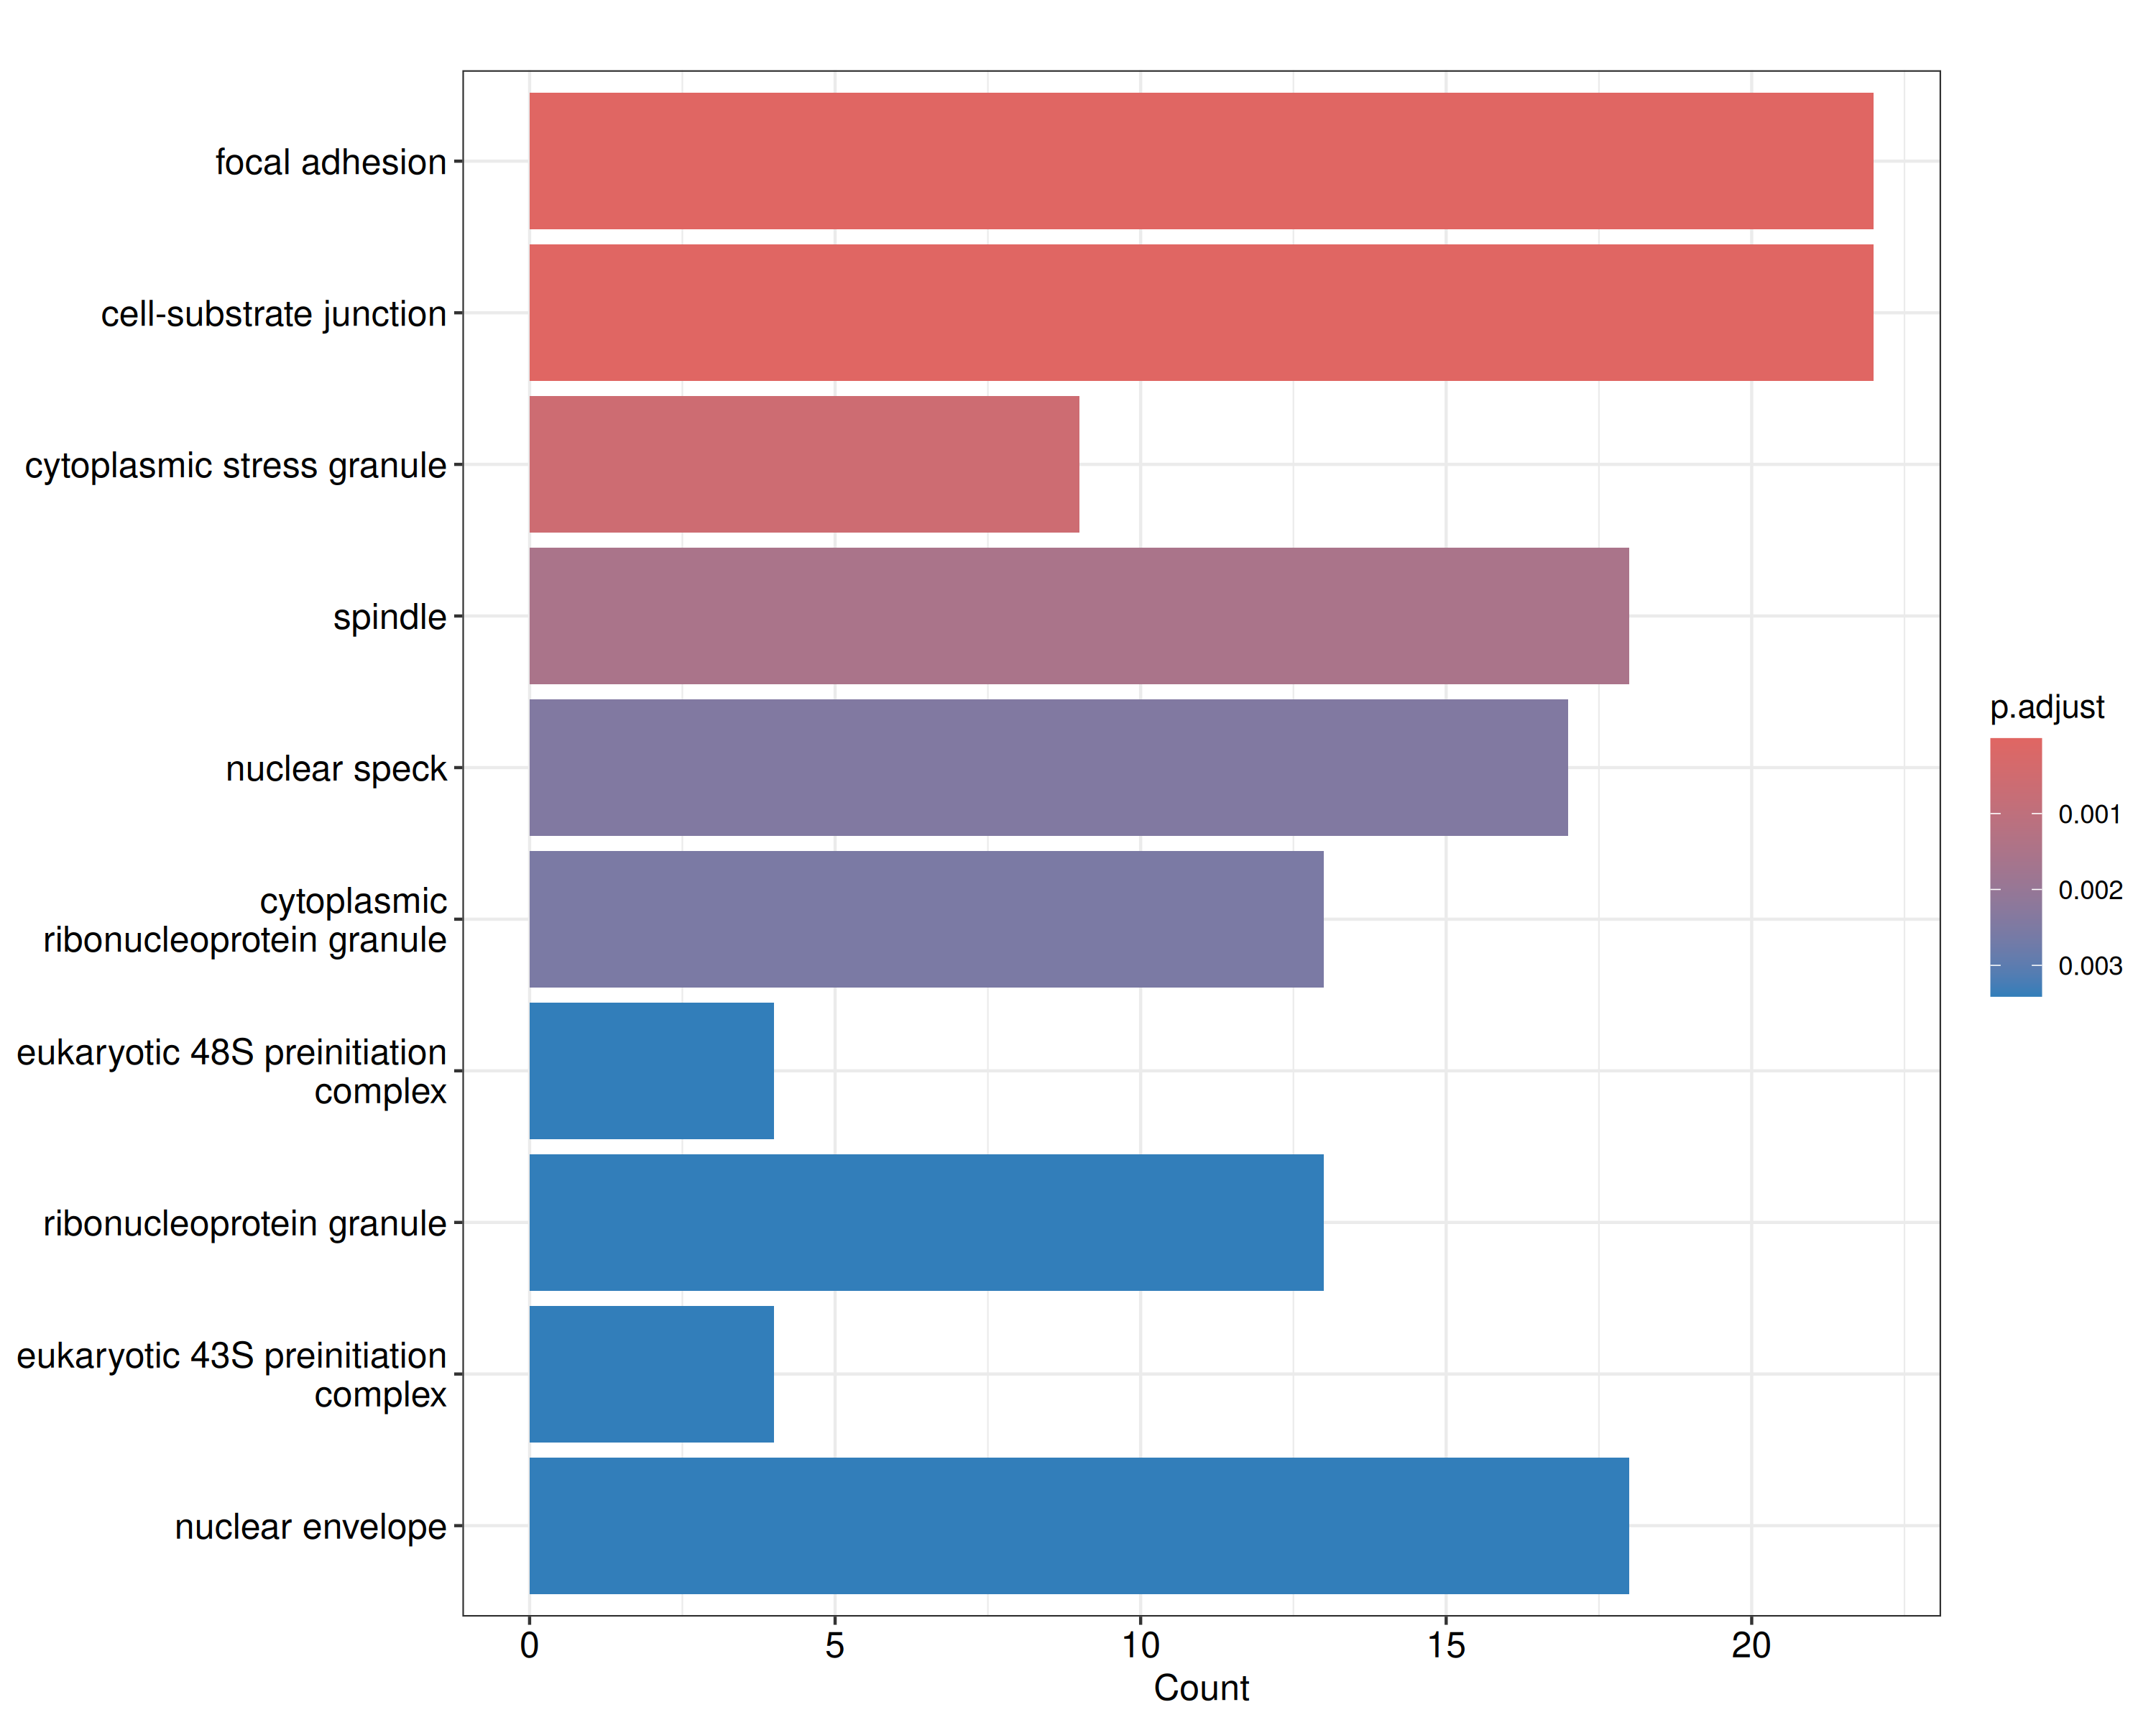 focal adhesion
cell-substrate junction
cytoplasmic stress granule
spindle
nuclear speck
cytoplasmic
ribonucleoprotein granule
eukaryotic 48S preinitiation
complex
ribonucleoprotein granule
eukaryotic 43S preinitiation
complex
nuclear envelope
0 5 10 15 20
Count
p.adjust
0.001
0.002
0.003